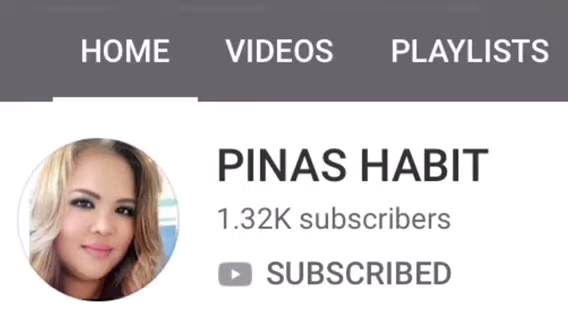 HOME VIDEOS PLAYLISTS
PINAS HABIT
1.32K subscribers
SUBSCRIBED